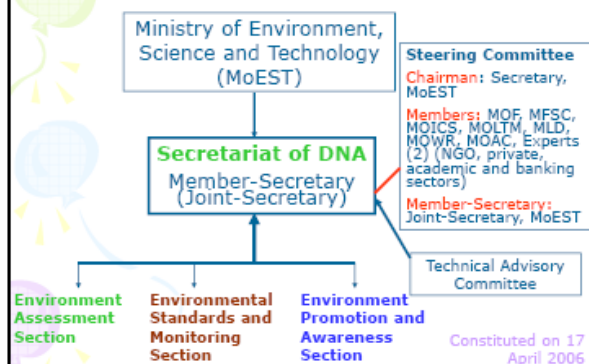 Ministry of Environment,
Science and Technology
(MoEST)
Steering Committee
Chairman: Secretary,
MoEST
Members: MOF, MFSC,
MOICS, MOLTM, MLD,
MOWR, MOAC, Experts
(2) (NGO, private,
academic and banking
sectors)
Member-Secretary:
Joint-Secretary, MoEST
Secretariat of DNA
Member-Secretary
(Joint-Secretary)
Technical Advisory
Committee
Environment
Assessment
Section
Environmental
Standards and
Monitoring
Section
Environment
Promotion and
Awareness
Section
Constituted on 17
April 2006